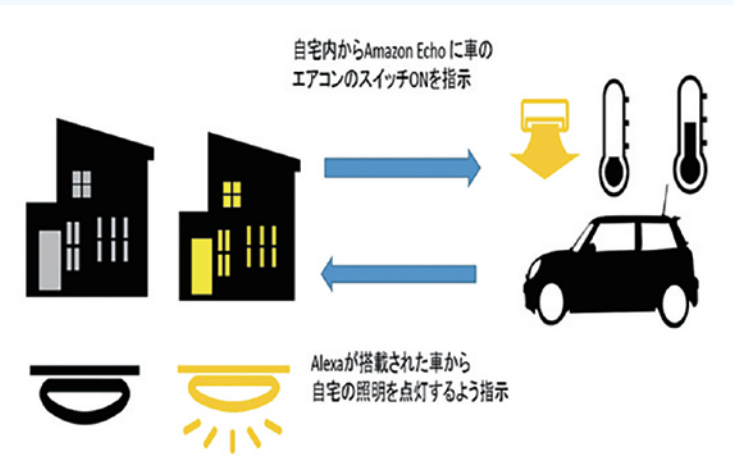 自宅内からAmazon Echo に車の
エアコンのスイッチONを指示
Alexaが搭載された車から
自宅の照明を点灯するよう指示